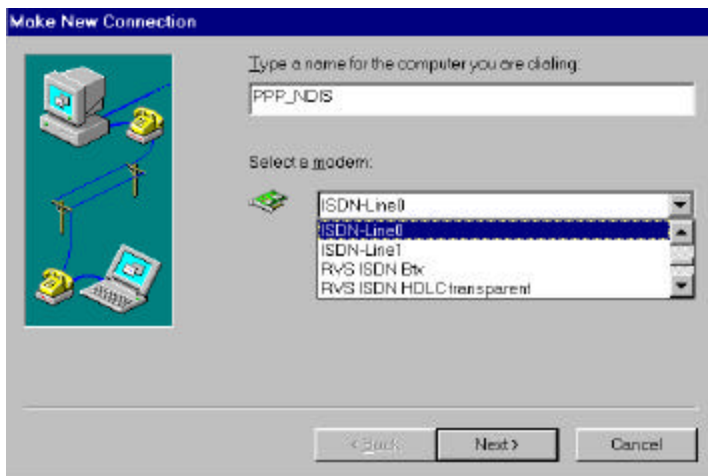 Make New Connection
Type a name for the computer you are dialing:
PPP_NDIS
Select a modem:
ISDN-Line0
ISDN-Line0
ISDN-Line1
RVS ISDN Btx
RVS ISDN HDLC transparent
< Back
Next >
Cancel